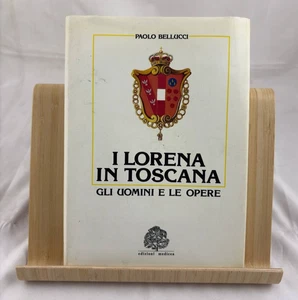 PAOLO BELLUCCI
I LORENA
IN TOSCANA
GLI UOMINI E LE OPERE
edizioni medicea